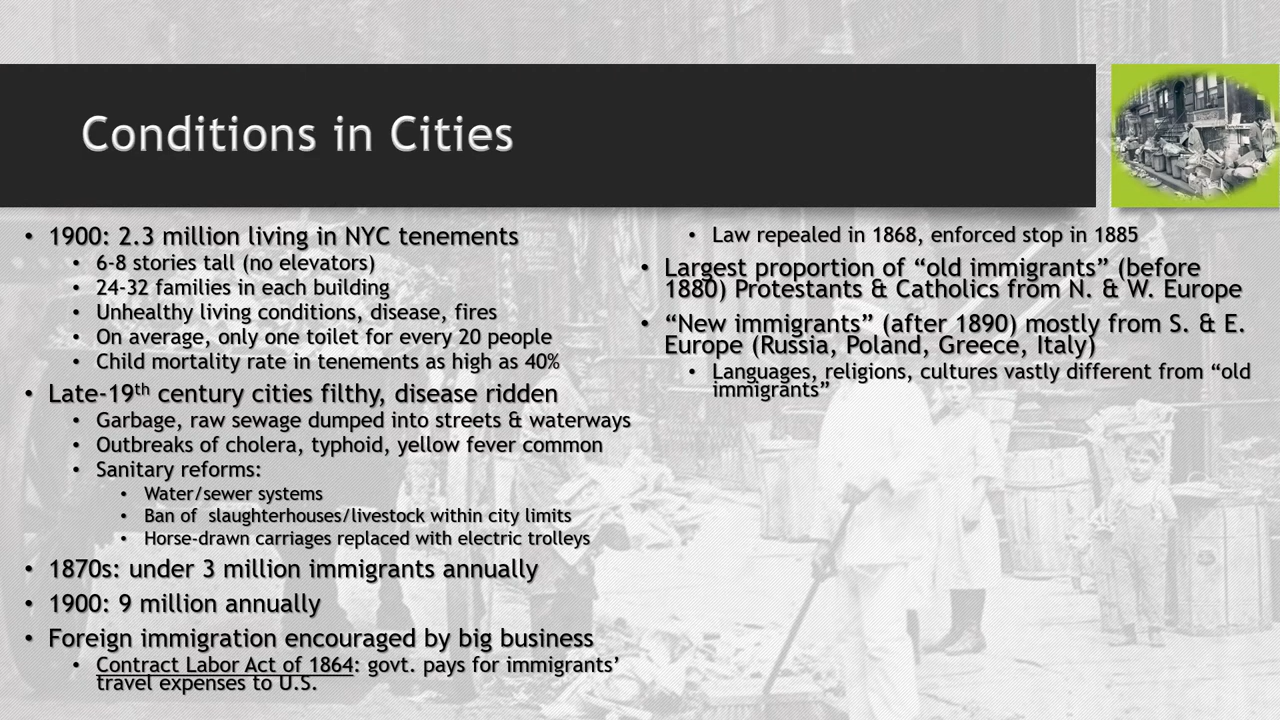 Conditions in Cities
• 1900: 2.3 million living in NYC tenements
• 6-8 stories tall (no elevators)
• 24-32 families in each building
• Unhealthy living conditions, disease, fires
• On average, only one toilet for every 20 people
• Child mortality rate in tenements as high as 40%
• Late-19th century cities filthy, disease ridden
• Garbage, raw sewage dumped into streets & waterways
• Outbreaks of cholera, typhoid, yellow fever common
• Sanitary reforms:
• Water/sewer systems
• Ban of  slaughterhouses/livestock within city limits
• Horse-drawn carriages replaced with electric trolleys
• 1870s: under 3 million immigrants annually
• 1900: 9 million annually
• Foreign immigration encouraged by big business
• Contract Labor Act of 1864: govt. pays for immigrants’
travel expenses to U.S.
• Law repealed in 1868, enforced stop in 1885
• Largest proportion of “old immigrants” (before
1880) Protestants & Catholics from N. & W. Europe
• “New immigrants” (after 1890) mostly from S. & E.
Europe (Russia, Poland, Greece, Italy)
• Languages, religions, cultures vastly different from “old
immigrants”